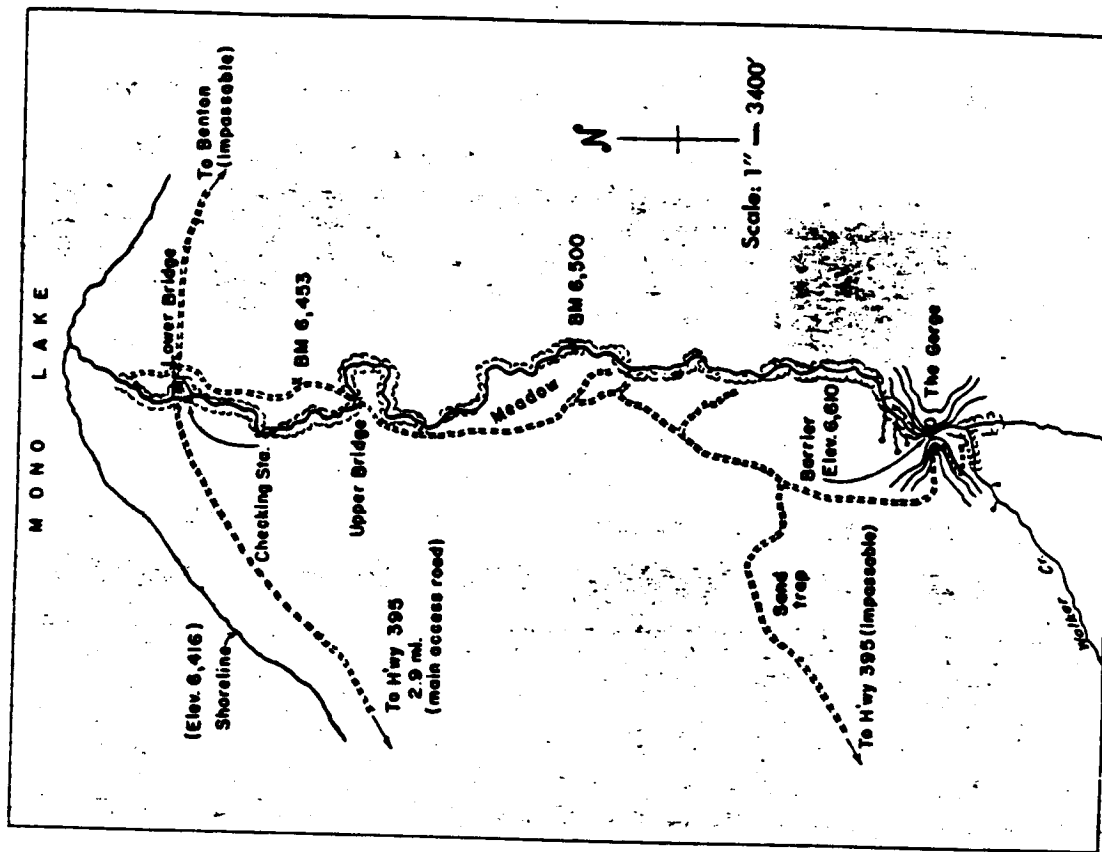 MONO LAKE
To Benton
(Impassable)
Lower Bridge
BM 6,453
(Elev. 6,416)
Shoreline
Checking Sta.
Upper Bridge
To H'wy 395
2.9 mi.
(main access road)
N
Scale: 1" — 3400'
BM 6,500
Meadow
Barrier
Elev. 6,610
The Gorge
Sand
trap
To H'wy 395 (Impassable)
Walker Cr.